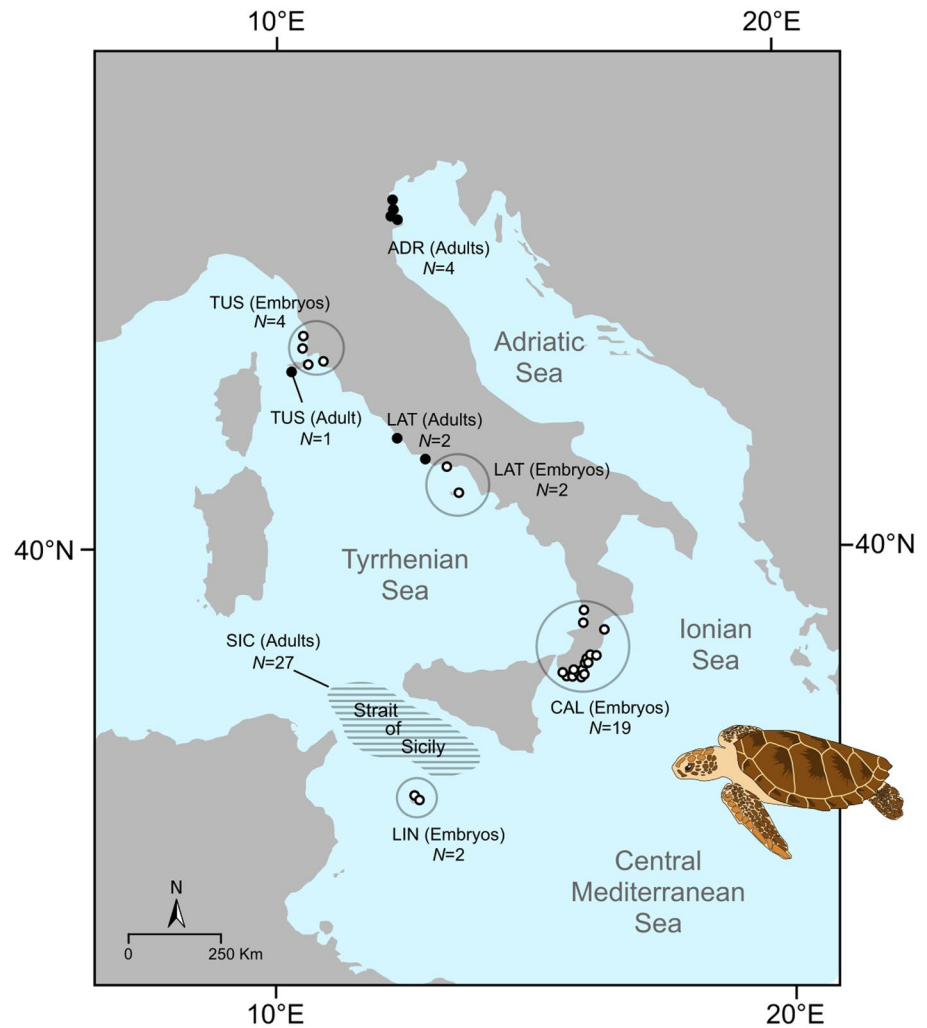 10°E
20°E
ADR (Adults)
N=4
TUS (Embryos)
N=4
Adriatic
Sea
TUS (Adult)
N=1
LAT (Adults)
N=2
LAT (Embryos)
N=2
40°N
40°N
Tyrrhenian
Sea
Ionian
Sea
SIC (Adults)
N=27
CAL (Embryos)
N=19
Strait
of
Sicily
LIN (Embryos)
N=2
Central
Mediterranean
Sea
N
0
250 Km
10°E
20°E